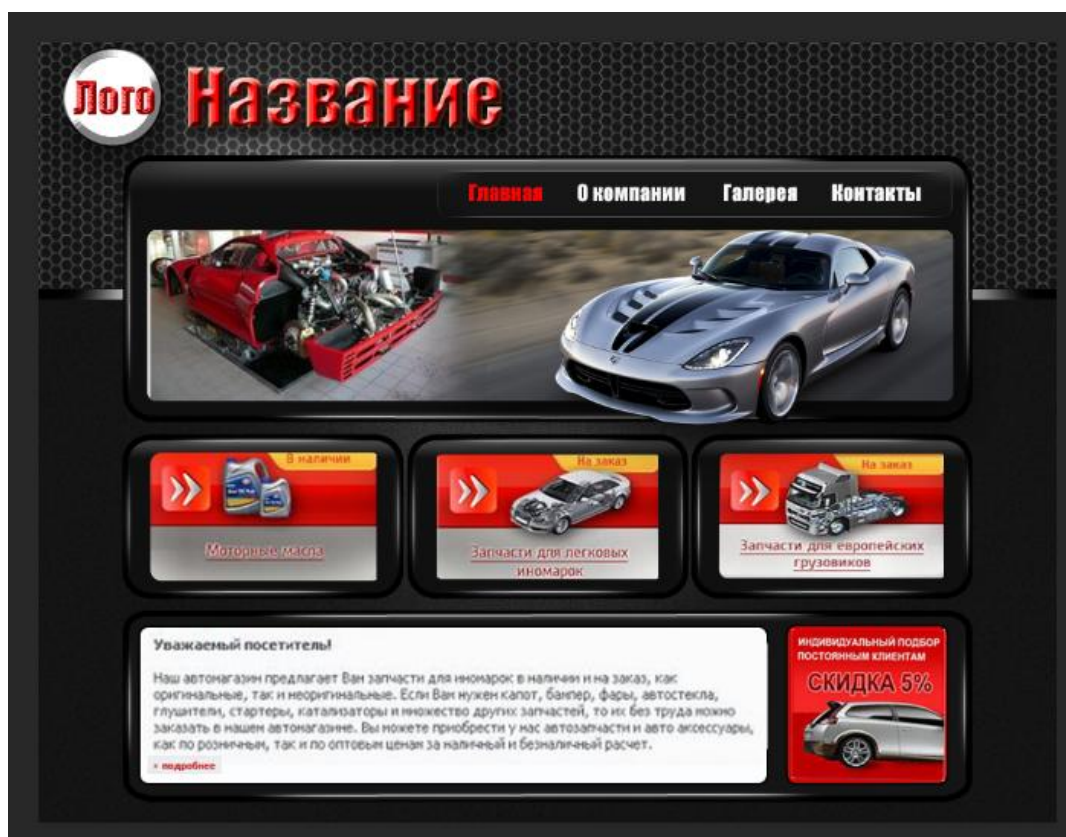 Лого
Название
Главная
О компании
Галерея
Контакты
В наличии
Моторные масла
На заказ
Запчасти для легковых
иномарок
На заказ
Запчасти для европейских
грузовиков
Уважаемый посетитель!
Наш автомагазин предлагает Вам запчасти для иномарок в наличии и на заказ, как
оригинальные, так и неоригинальные. Если Вам нужен капот, бампер, фары, автостекла,
глушители, стартеры, катализаторы и множество других запчастей, то их без труда можно
заказать в нашем автомагазине. Вы можете приобрести у нас автозапчасти и авто аксессуары,
как по розничным, так и по оптовым ценам за наличный и безналичный расчет.
» подробнее
ИНДИВИДУАЛЬНЫЙ ПОДБОР
ПОСТОЯННЫМ КЛИЕНТАМ
СКИДКА 5%